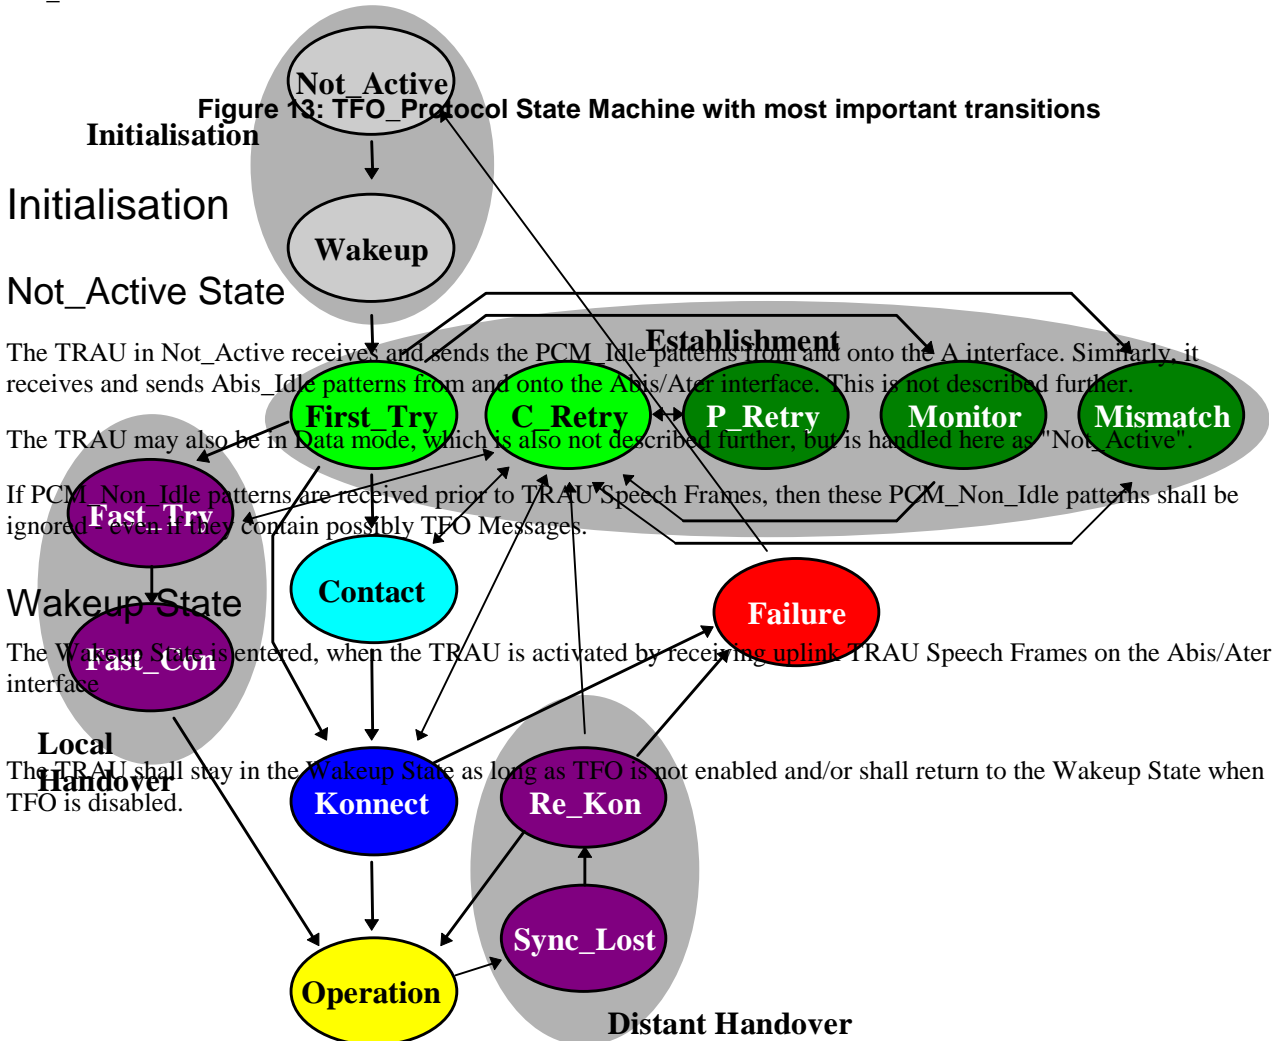 Not_Active
Figure 13: TFO_Protocol State Machine with most important transitions
Initialisation
Initialisation
Wakeup
Not_Active State
Establishment
The TRAU in Not_Active receives and sends the PCM_Idle patterns from and onto the A interface. Similarly, it
receives and sends Abis_Idle patterns from and onto the Abis/Ater interface. This is not described further.
First_Try
C_Retry
P_Retry
Monitor
Mismatch
The TRAU may also be in Data mode, which is also not described further, but is handled here as "Not_Active".
If PCM_Non_Idle patterns are received prior to TRAU Speech Frames, then these PCM_Non_Idle patterns shall be
ignored - even if they contain possibly TFO Messages.
Fast_Try
Contact
Wakeup State
Failure
The Wakeup State is entered, when the TRAU is activated by receiving uplink TRAU Speech Frames on the Abis/Ater
interface
Fast_Con
Local
Handover
The TRAU shall stay in the Wakeup State as long as TFO is not enabled and/or shall return to the Wakeup State when
TFO is disabled.
Konnect
Re_Kon
Sync_Lost
Operation
Distant Handover